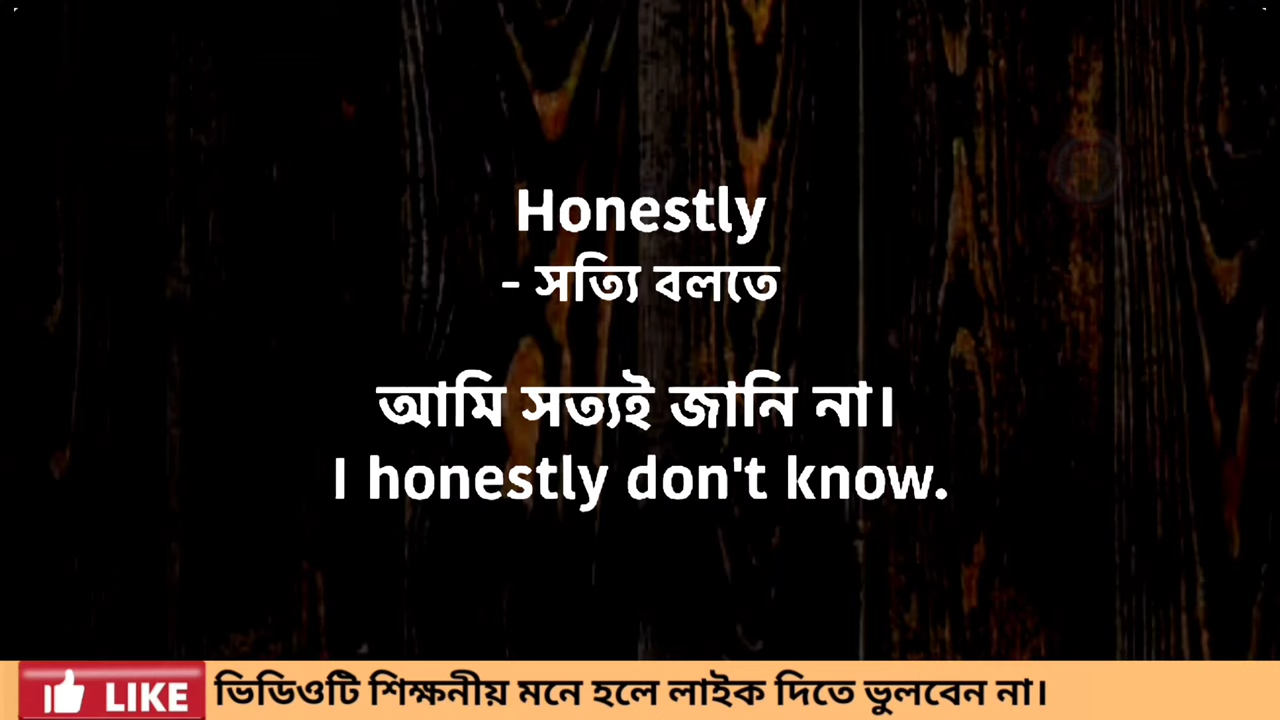 Honestly
- সত্যি বলতে
আমি সত্যই জানি না।
I honestly don't know.
LIKE ভিডিওটি শিক্ষনীয় মনে হলে লাইক দিতে ভুলবেন না।